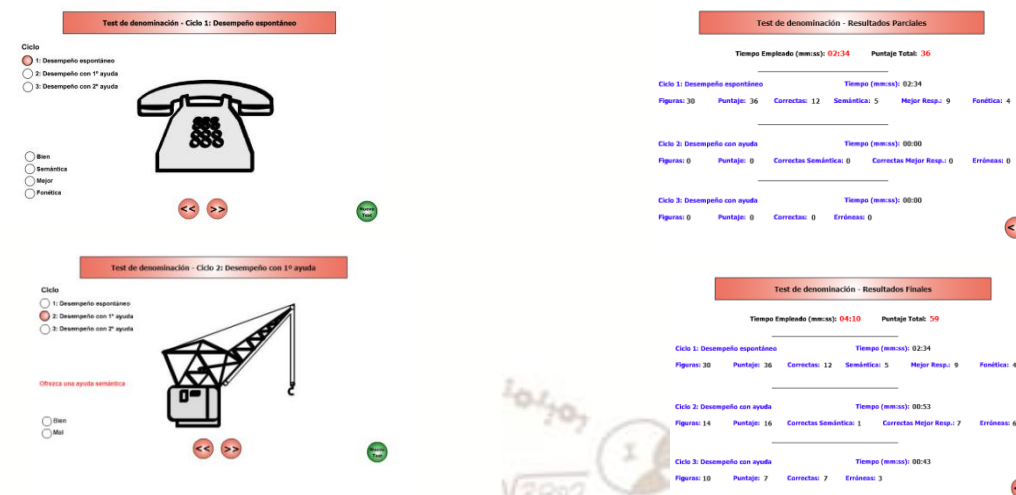 Test de denominación - Ciclo 1: Desempeño espontáneo
Ciclo
1: Desempeño espontáneo
2: Desempeño con 1º ayuda
3: Desempeño con 2º ayuda
Bien
Semántica
Mejor
Fonética
<< >>
Test de denominación - Ciclo 2: Desempeño con 1º ayuda
Ciclo
1: Desempeño espontáneo
2: Desempeño con 1º ayuda
3: Desempeño con 2º ayuda
Ofrezca una ayuda semántica
Bien
Mal
<< >>
Test de denominación - Resultados Parciales
Tiempo Empleado (mm:ss): 02:34 Puntaje Total: 36
Ciclo 1: Desempeño espontáneo Tiempo (mm:ss): 02:34
Figuras: 30 Puntaje: 36 Correctas: 12 Semántica: 5 Mejor Resp.: 9 Fonética: 4
Ciclo 2: Desempeño con ayuda Tiempo (mm:ss): 00:00
Figuras: 0 Puntaje: 0 Correctas Semántica: 0 Correctas Mejor Resp.: 0 Erróneas: 0
Ciclo 3: Desempeño con ayuda Tiempo (mm:ss): 00:00
Figuras: 0 Puntaje: 0 Correctas: 0 Erróneas: 0
Test de denominación - Resultados Finales
Tiempo Empleado (mm:ss): 04:10 Puntaje Total: 59
Ciclo 1: Desempeño espontáneo Tiempo (mm:ss): 02:34
Figuras: 30 Puntaje: 36 Correctas: 12 Semántica: 5 Mejor Resp.: 9 Fonética: 4
Ciclo 2: Desempeño con ayuda Tiempo (mm:ss): 00:53
Figuras: 14 Puntaje: 16 Correctas Semántica: 1 Correctas Mejor Resp.: 7 Erróneas: 6
Ciclo 3: Desempeño con ayuda Tiempo (mm:ss): 00:43
Figuras: 10 Puntaje: 7 Correctas: 7 Erróneas: 3